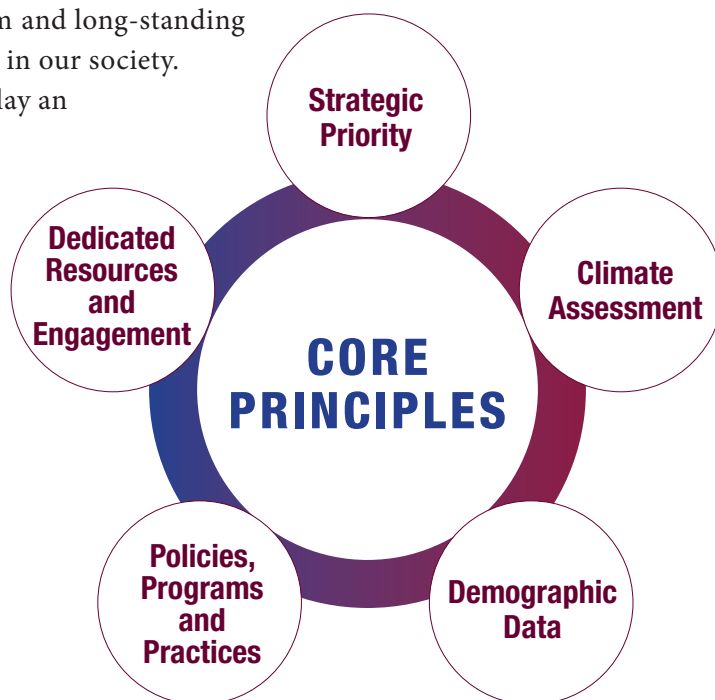 and long-standing
in our society.
an
Strategic
Priority
Climate
Assessment
Demographic
Data
Policies,
Programs
and
Practices
Dedicated
Resources
and
Engagement
CORE
PRINCIPLES